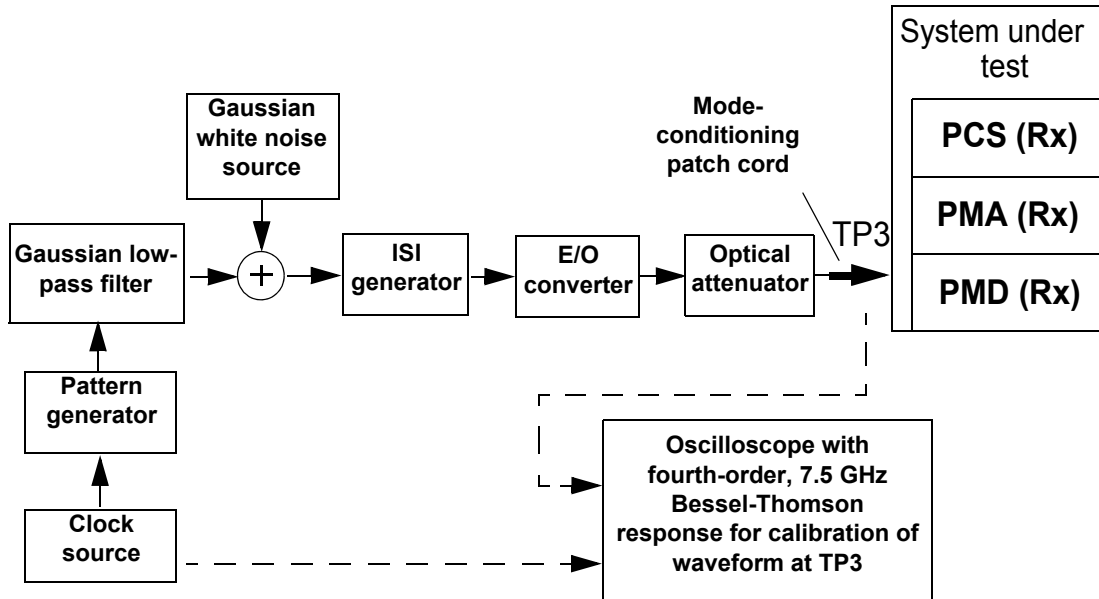 System under
test
PCS (Rx)
PMA (Rx)
PMD (Rx)
Gaussian
white noise
source
Mode-
conditioning
patch cord
TP3
Gaussian low-
pass filter
+
ISI
generator
E/O
converter
Optical
attenuator
Pattern
generator
Clock
source
Oscilloscope with
fourth-order, 7.5 GHz
Bessel-Thomson
response for calibration of
waveform at TP3